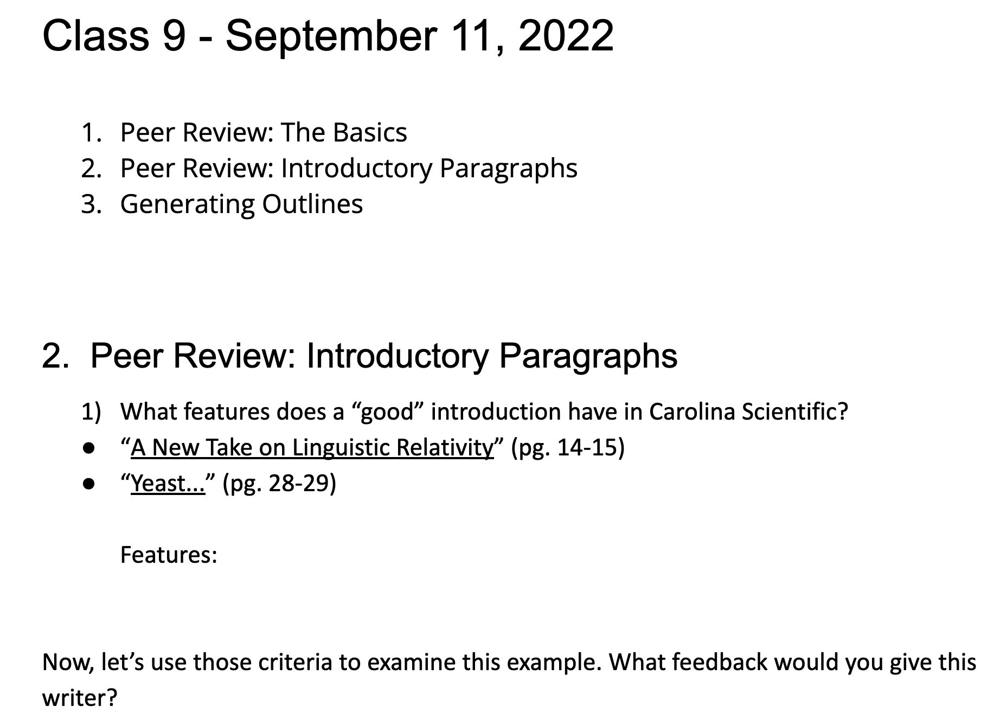 Class 9 - September 11, 2022
1. Peer Review: The Basics
2. Peer Review: Introductory Paragraphs
3. Generating Outlines
2. Peer Review: Introductory Paragraphs
1) What features does a “good” introduction have in Carolina Scientific?
● “A New Take on Linguistic Relativity” (pg. 14-15)
● “Yeast...” (pg. 28-29)
Features:
Now, let’s use those criteria to examine this example. What feedback would you give this
writer?